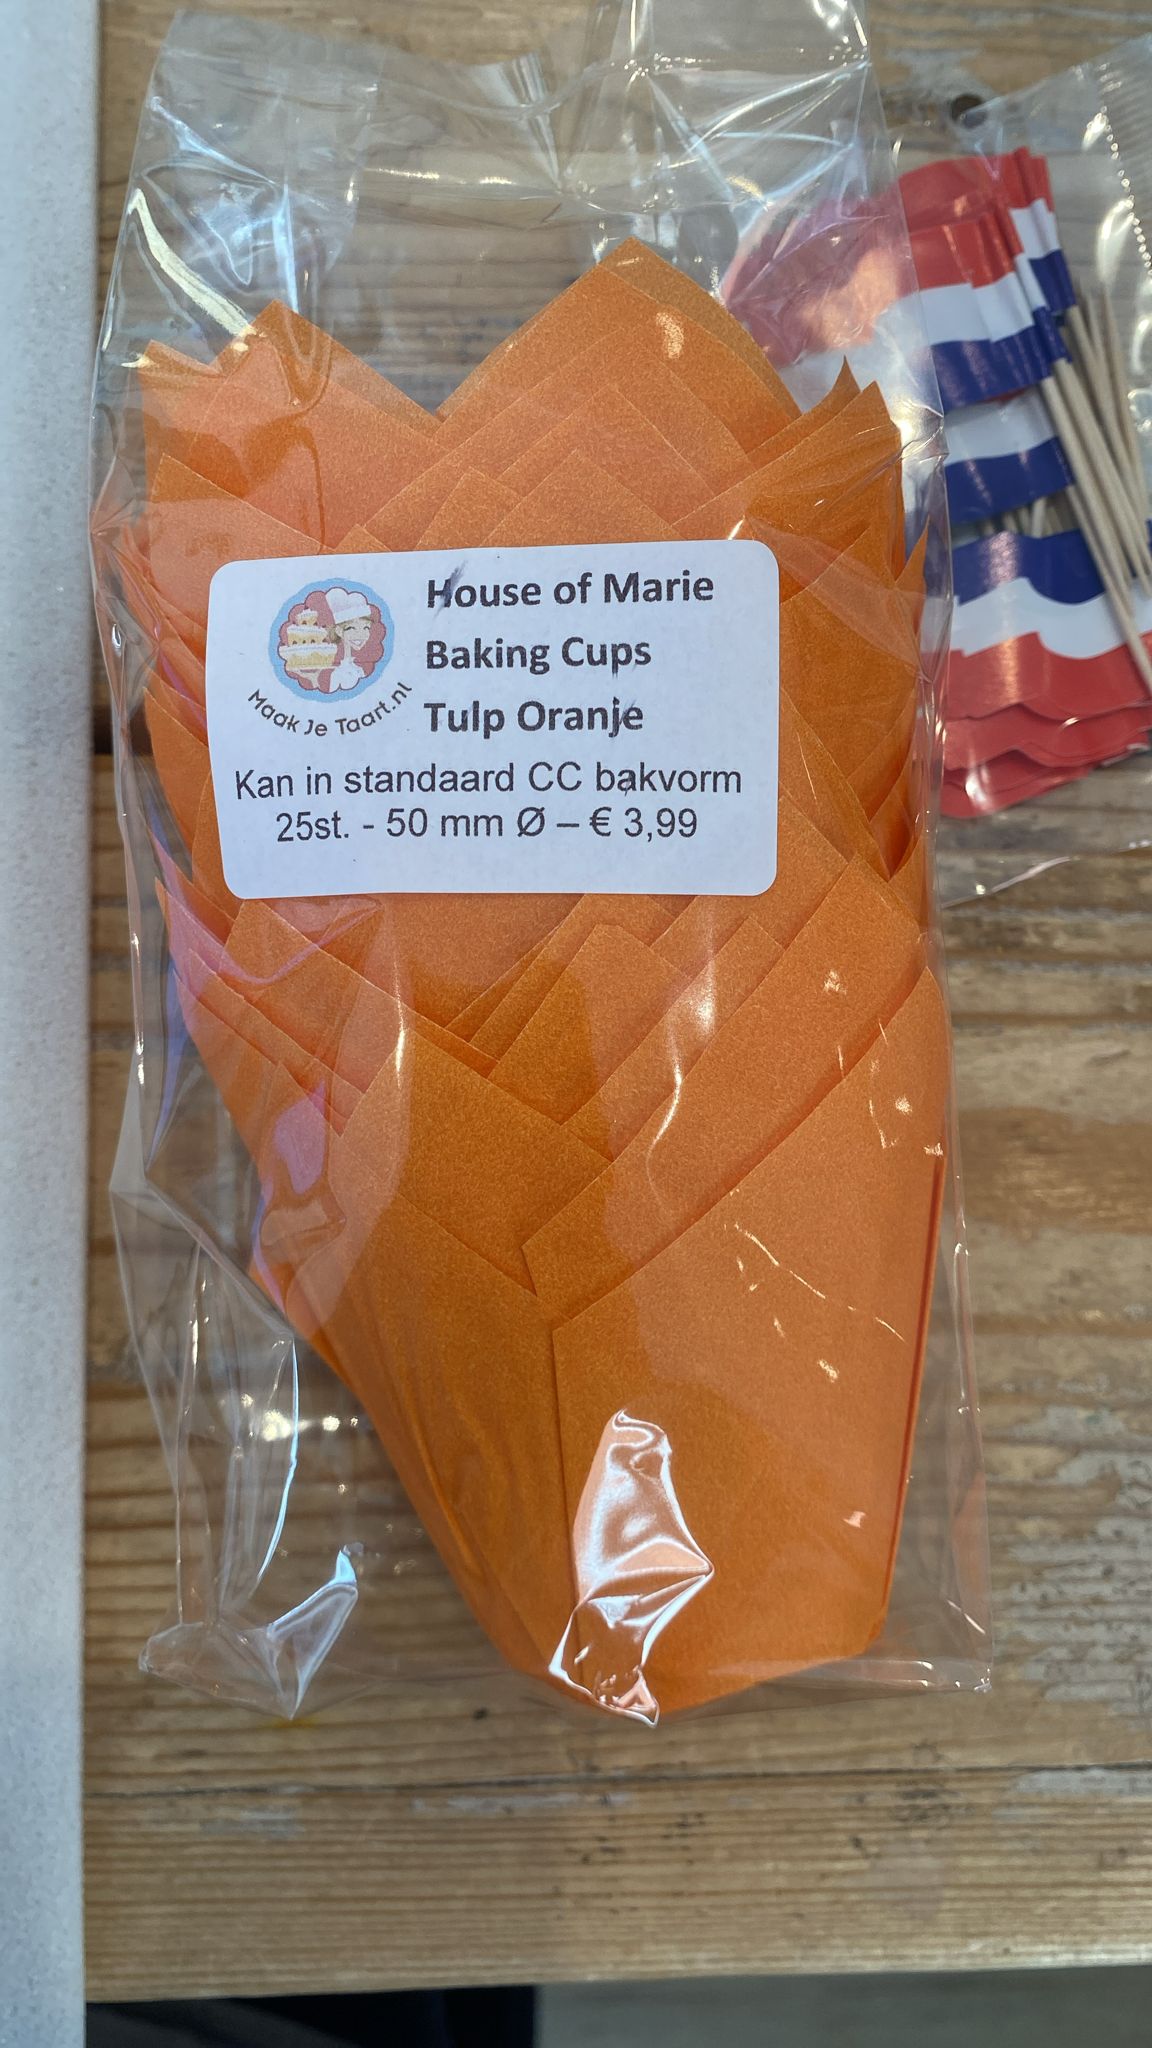 House of Marie
Baking Cups
Tulp Oranje
Maak Je Taart.nl
Kan in standaard CC bakvorm
25st. - 50 mm Ø – € 3,99